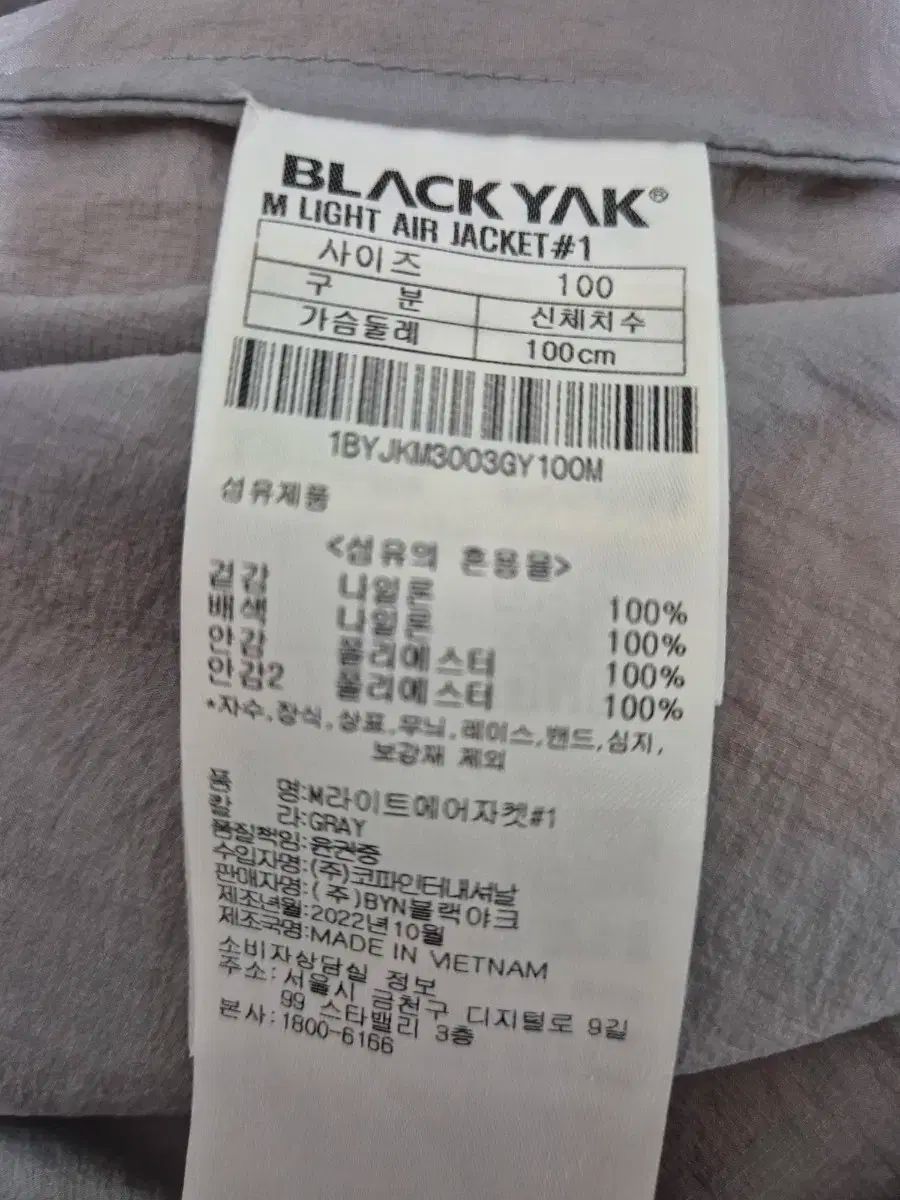 BLACKYAK®
M LIGHT AIR JACKET#1
사이즈 100
구 분 신체치수
가슴둘레 100cm
1BYJKM3003GY100M
섬유제품
<섬유의 혼용율>
겉감 나일론 100%
배색 나일론 100%
안감 폴리에스터 100%
안감2 폴리에스터 100%
*자수,장식,상표,무늬,레이스,밴드,심지,
보강재 제외
품 명:M라이트에어자켓#1
칼 라:GRAY
품질책임:윤권중
수입자명:(주)코파인터내셔날
판매자명:(주)BYN블랙야크
제조년월:2022년10월
제조국명:MADE IN VIETNAM
소비자상담실 정보
주소:서울시 금천구 디지털로 9길
99 스타밸리 3층
본사:1800-6166